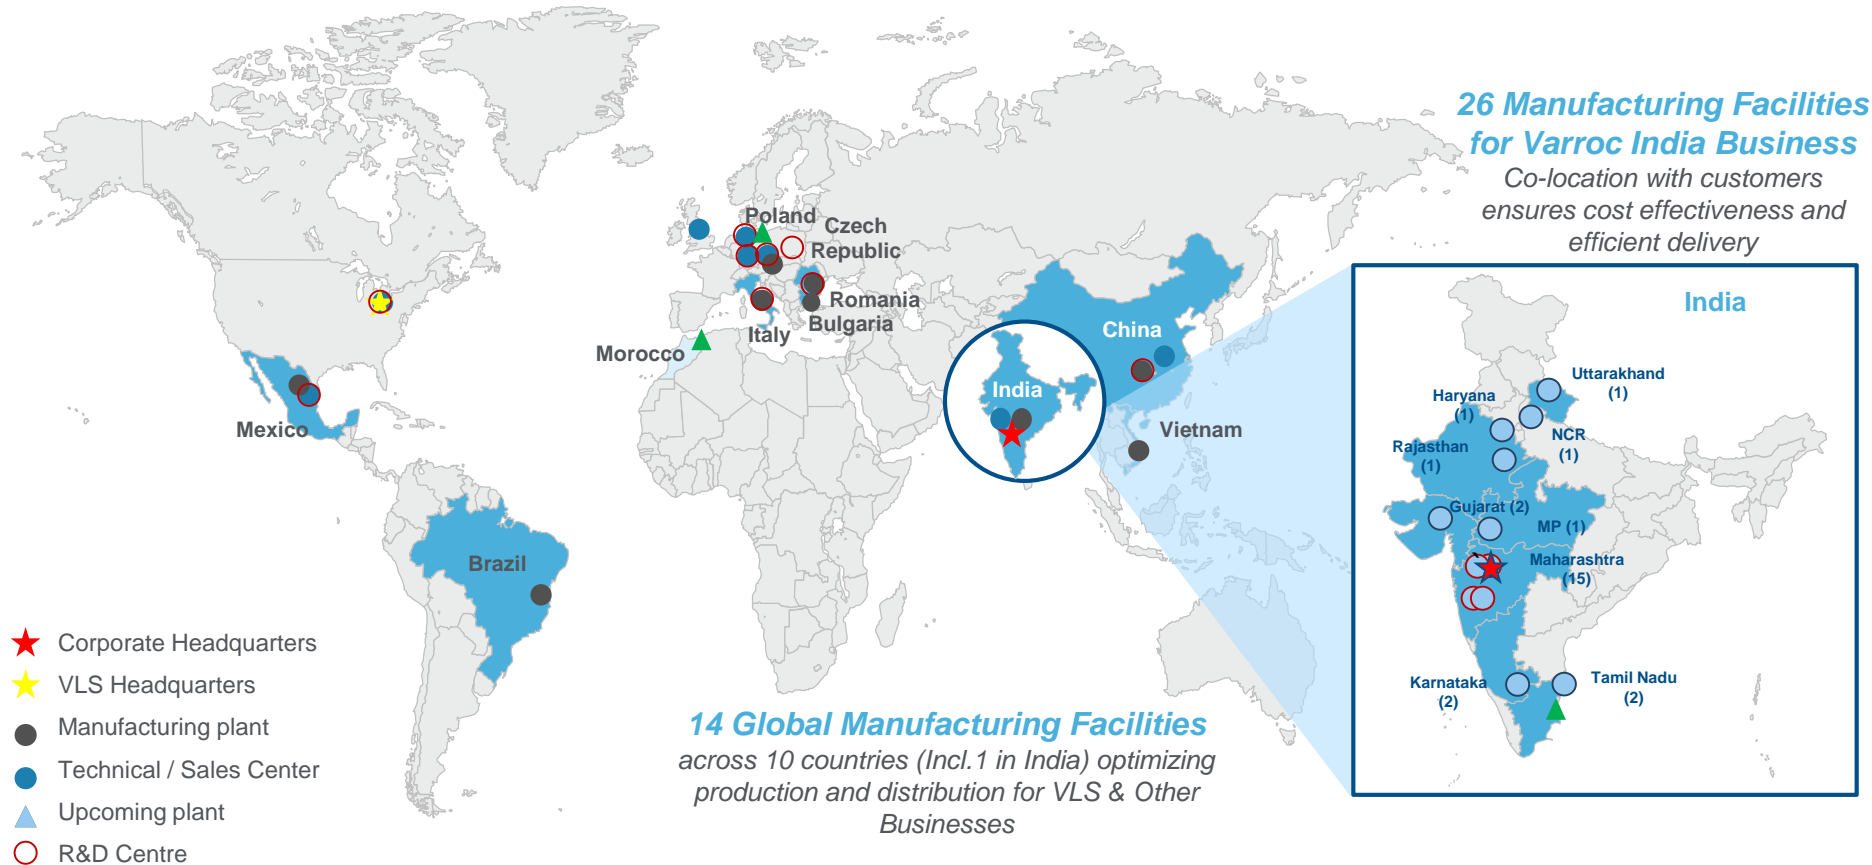 26 Manufacturing Facilities
for Varroc India Business
Co-location with customers
ensures cost effectiveness and
efficient delivery
Poland
Czech
Republic
Romania
Bulgaria
Italy
Morocco
Mexico
Brazil
China
India
Vietnam
India
Uttarakhand
(1)
Haryana
(1)
NCR
(1)
Rajasthan
(1)
Gujarat (2)
MP (1)
Maharashtra
(15)
Karnataka
(2)
Tamil Nadu
(2)
Corporate Headquarters
VLS Headquarters
Manufacturing plant
Technical / Sales Center
Upcoming plant
R&D Centre
14 Global Manufacturing Facilities
across 10 countries (Incl.1 in India) optimizing
production and distribution for VLS & Other
Businesses